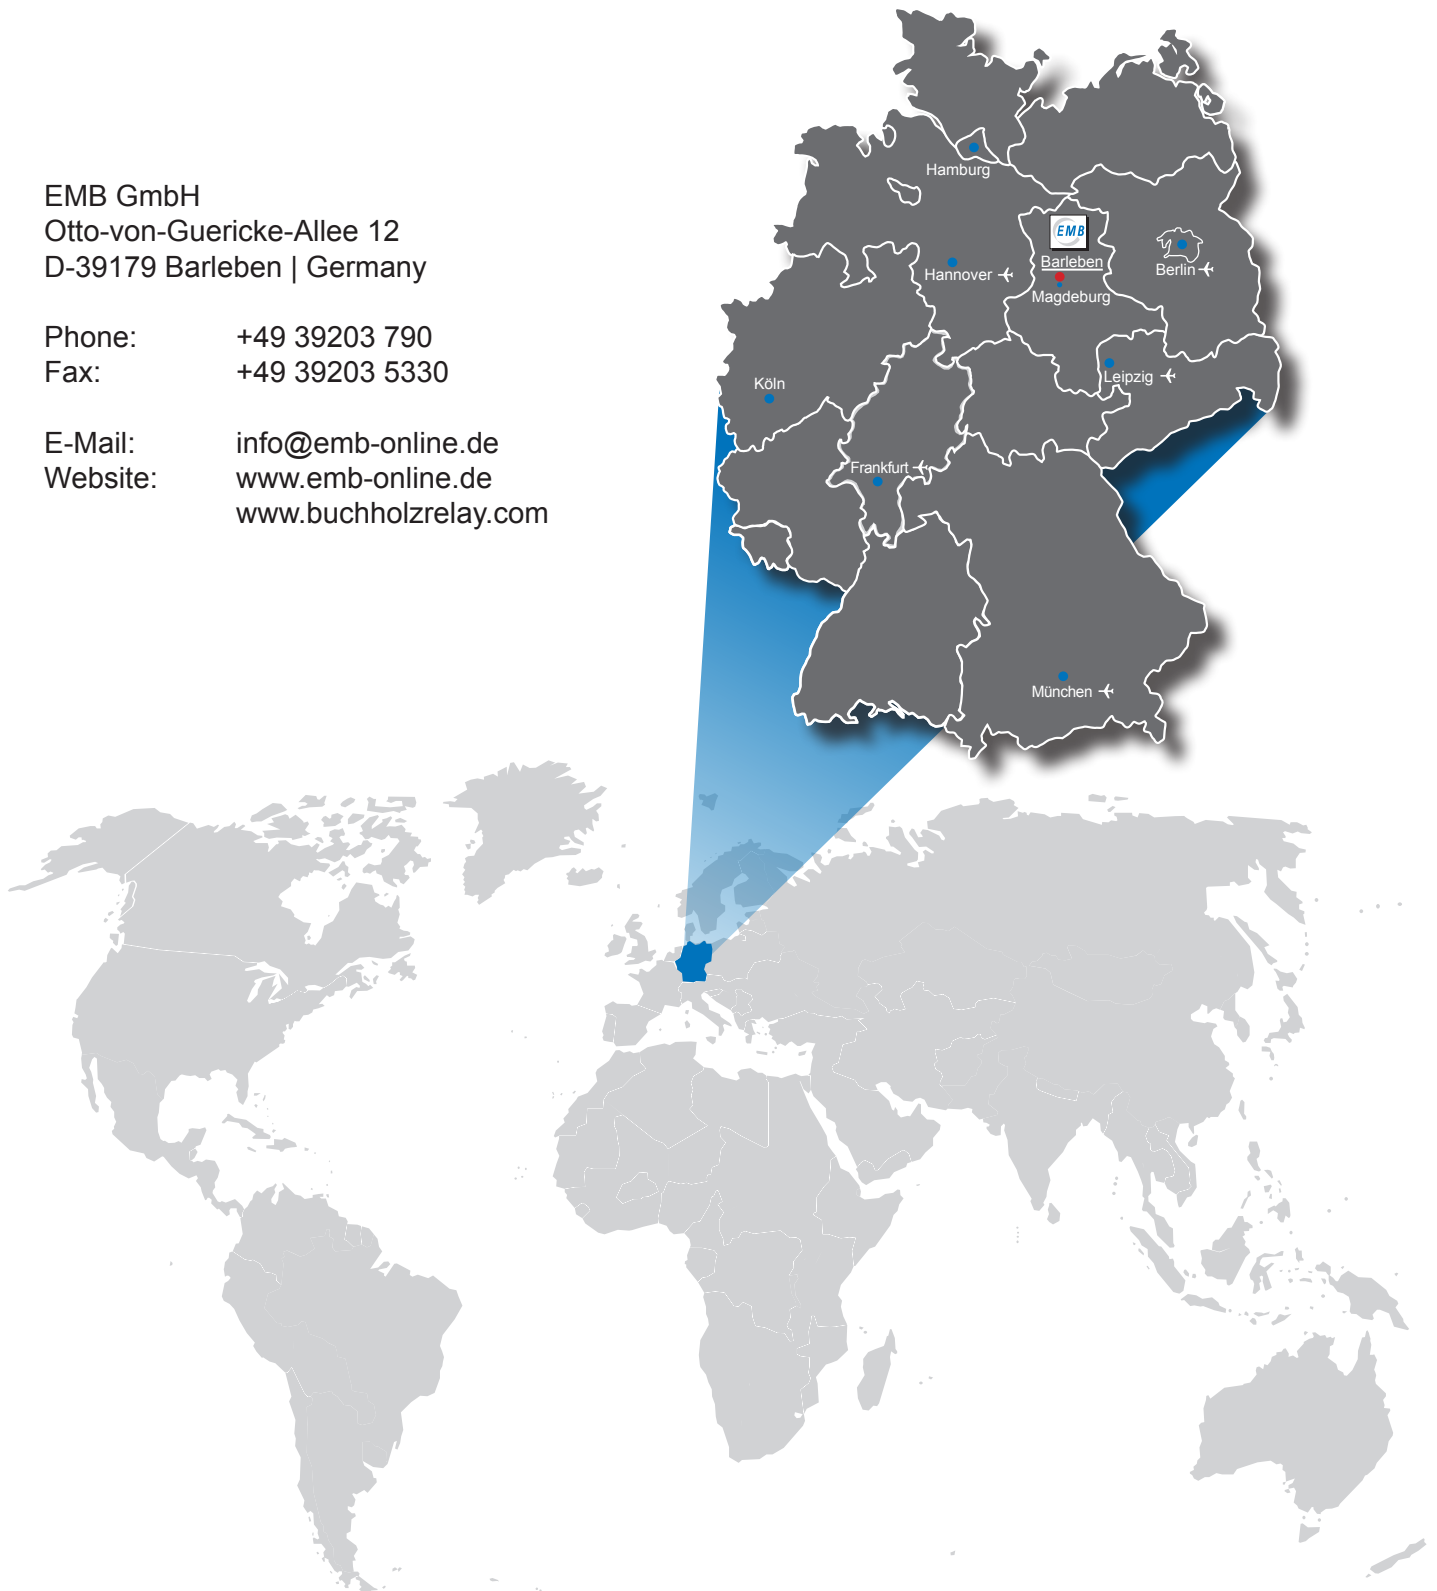 EMB GmbH
Otto-von-Guericke-Allee 12
D-39179 Barleben | Germany
Phone: +49 39203 790
Fax: +49 39203 5330
E-Mail: info@emb-online.de
Website: www.emb-online.de
www.buchholzrelay.com
Hamburg
EMB
Barleben
Magdeburg
Hannover
Berlin
Köln
Leipzig
Frankfurt
München